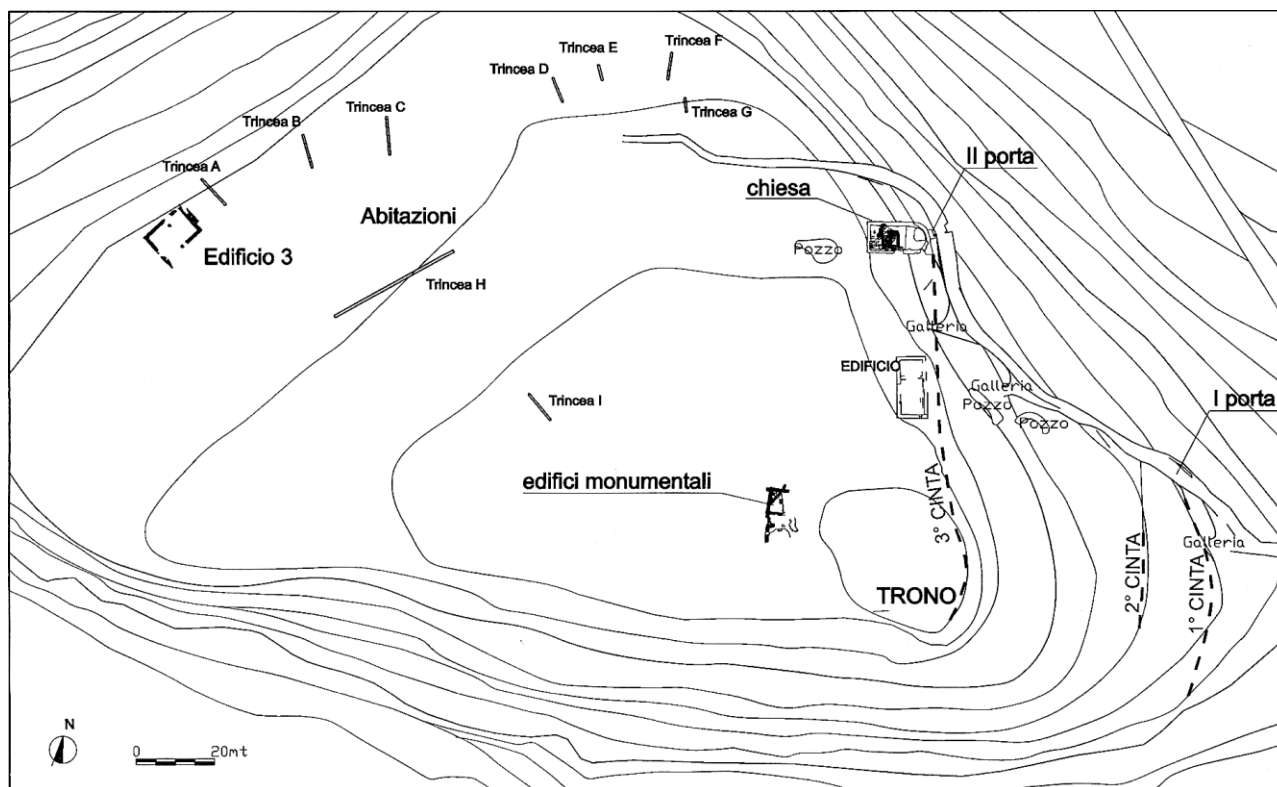 Trincea F
Trincea E
Trincea D
Trincea C
Trincea G
Trincea B
II porta
Trincea A
chiesa
Abitazioni
Pozzo
Edificio 3
Trincea H
Galleria
EDIFICIO
Galleria
Trincea I
Pozzo
I porta
Pozzo
edifici monumentali
3° CINTA
Galleria
2° CINTA
1° CINTA
TRONO
N
0 20mt